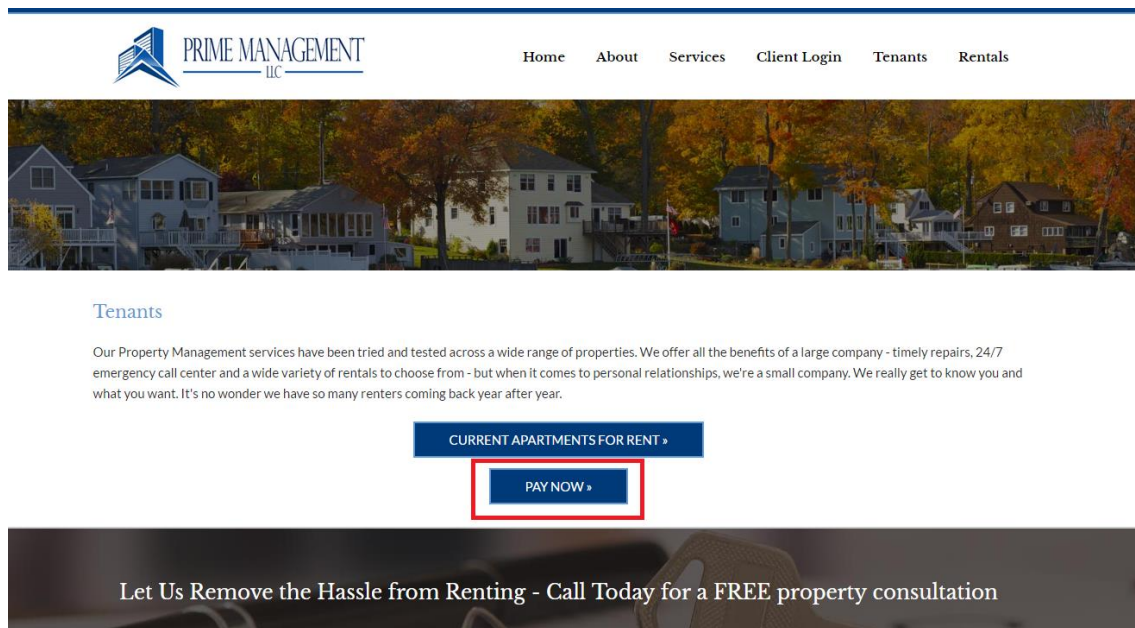 PRIME MANAGEMENT
LLC
Home About Services Client Login Tenants Rentals
Tenants
Our Property Management services have been tried and tested across a wide range of properties. We offer all the benefits of a large company - timely repairs, 24/7
emergency call center and a wide variety of rentals to choose from - but when it comes to personal relationships, we're a small company. We really get to know you and
what you want. It's no wonder we have so many renters coming back year after year.
CURRENT APARTMENTS FOR RENT »
PAY NOW »
Let Us Remove the Hassle from Renting - Call Today for a FREE property consultation